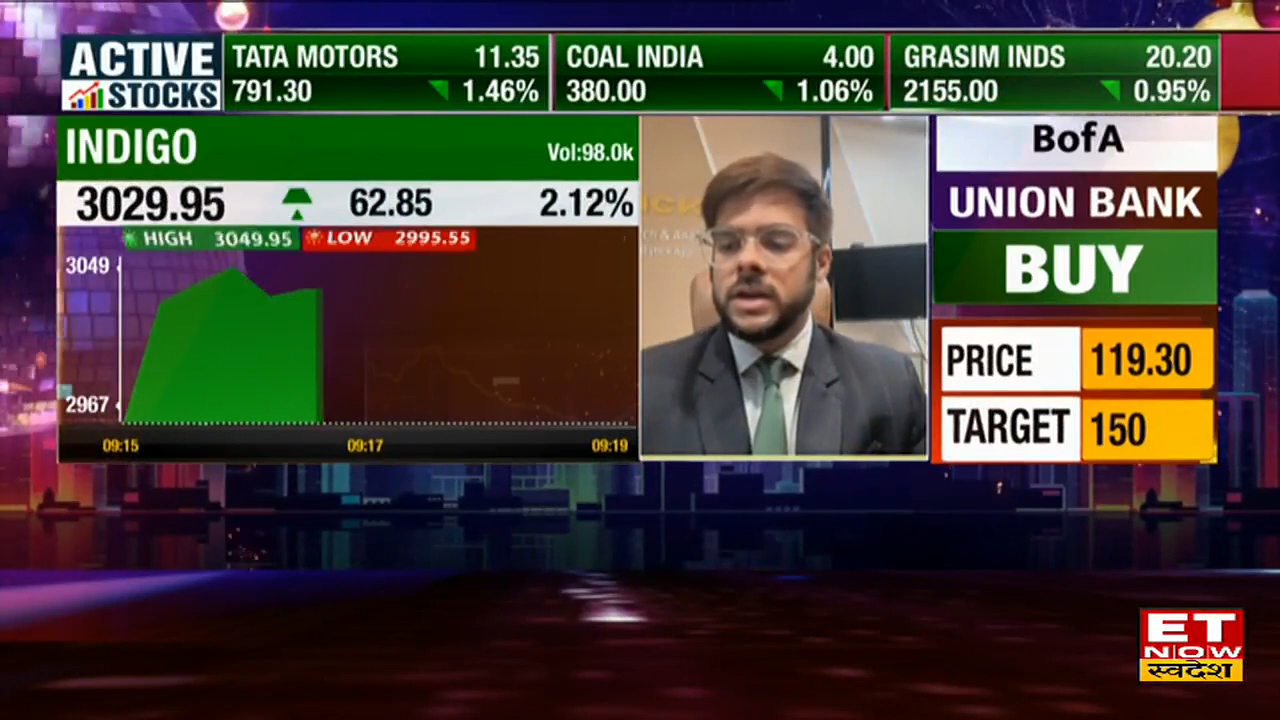 ACTIVE STOCKS
TATA MOTORS 11.35
791.30 1.46%
COAL INDIA 4.00
380.00 1.06%
GRASIM INDS 20.20
2155.00 0.95%
INDIGO Vol:98.0k
3029.95 62.85 2.12%
HIGH 3049.95 LOW 2995.55
3049
2967
09:15 09:17 09:19
BofA
UNION BANK
BUY
PRICE 119.30
TARGET 150
ET
NOW
स्वदेश